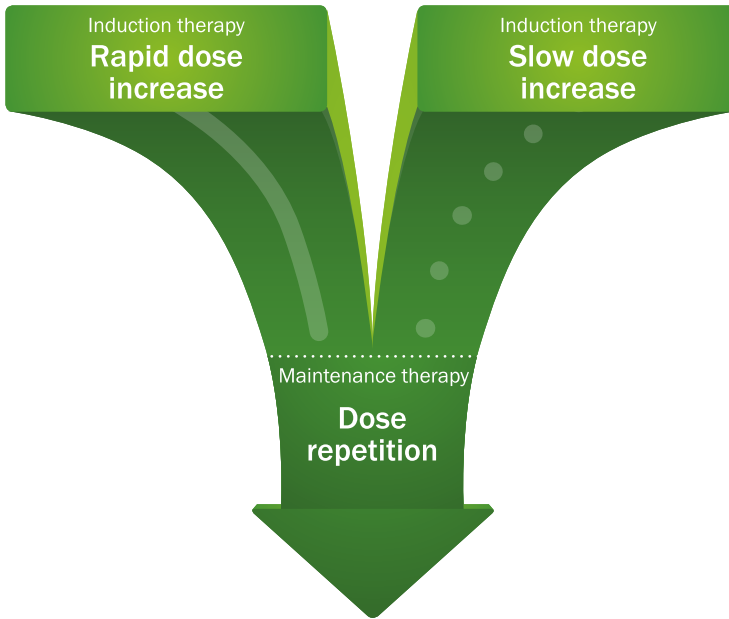 Induction therapy
Rapid dose
increase
Induction therapy
Slow dose
increase
Maintenance therapy
Dose
repetition